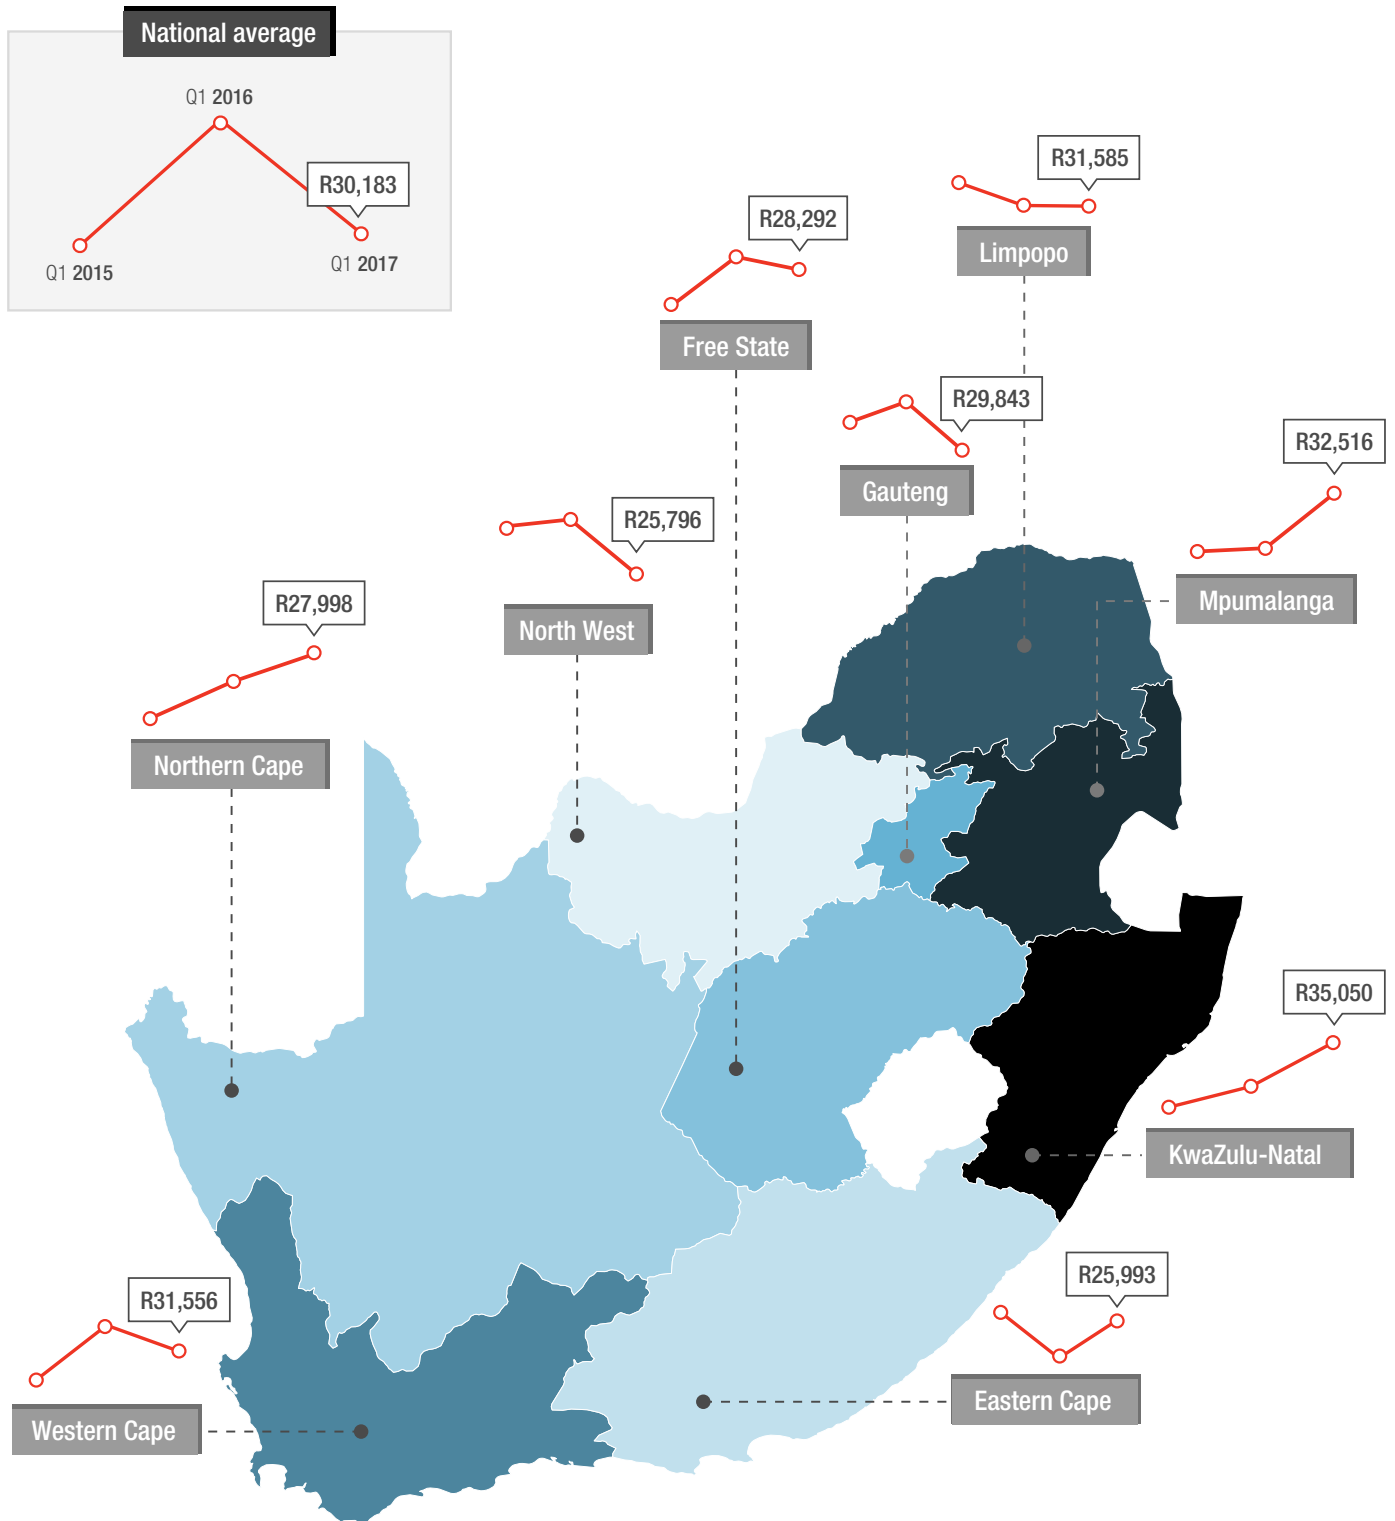 National average
Q1 2016
R30,183
Q1 2015
Q1 2017
R31,585
Limpopo
R28,292
Free State
R29,843
Gauteng
R32,516
Mpumalanga
R25,796
North West
R27,998
Northern Cape
R35,050
KwaZulu-Natal
R31,556
Western Cape
R25,993
Eastern Cape